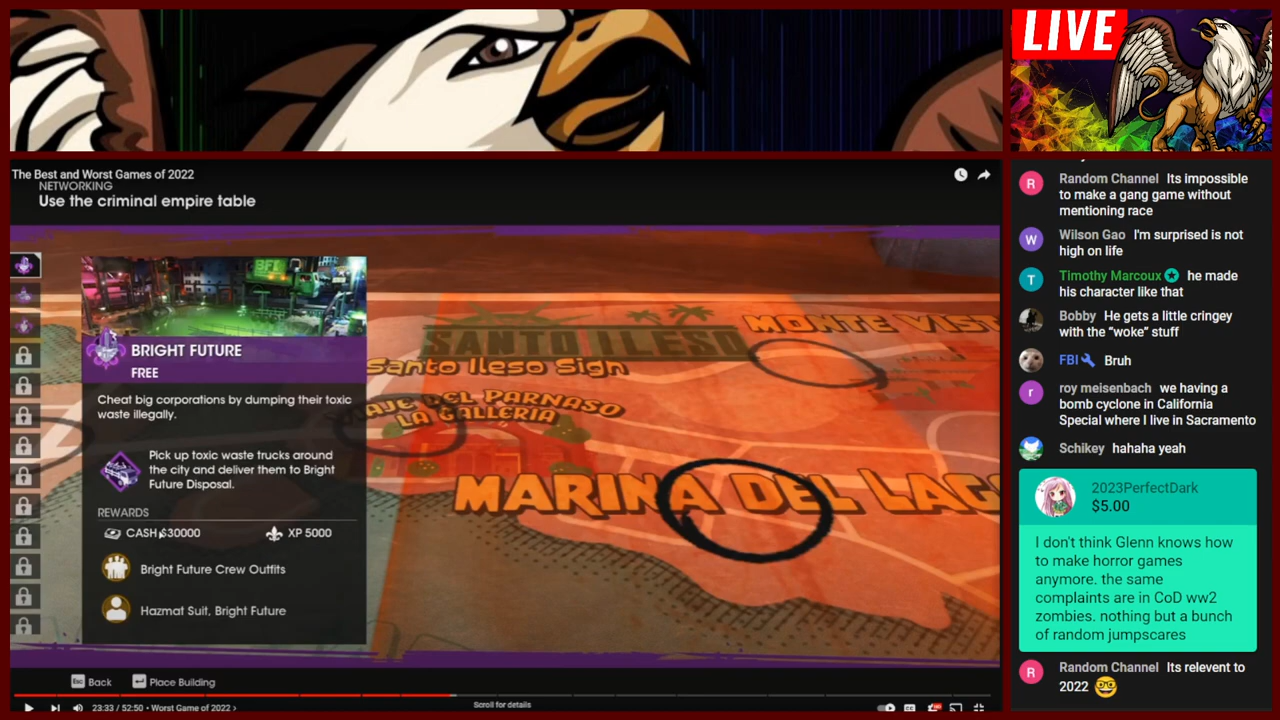 LIVE
The Best and Worst Games of 2022
NETWORKING
Use the criminal empire table
BFI
BRIGHT FUTURE
FREE
Cheat big corporations by dumping their toxic
waste illegally.
Pick up toxic waste trucks around
the city and deliver them to Bright
Future Disposal.
REWARDS
CASH $30000
XP 5000
Bright Future Crew Outfits
Hazmat Suit, Bright Future
SANTO ILESO
Santo Ileso Sign
MONTE VIST
AJE DEL PARNASO
LA GALLERIA
MARINA DEL LAG
Esc Back
Place Building
23:33 / 52:50 • Worst Game of 2022 >
Scroll for details
R Random Channel Its impossible
to make a gang game without
mentioning race
W Wilson Gao I'm surprised is not
high on life
T Timothy Marcoux he made
his character like that
Bobby He gets a little cringey
with the “woke” stuff
FBI Bruh
r roy meisenbach we having a
bomb cyclone in California
Special where I live in Sacramento
Schikey hahaha yeah
2023PerfectDark
$5.00
I don't think Glenn knows how
to make horror games
anymore. the same
complaints are in CoD ww2
zombies. nothing but a bunch
of random jumpscares
R Random Channel Its relevent to
2022 🤓